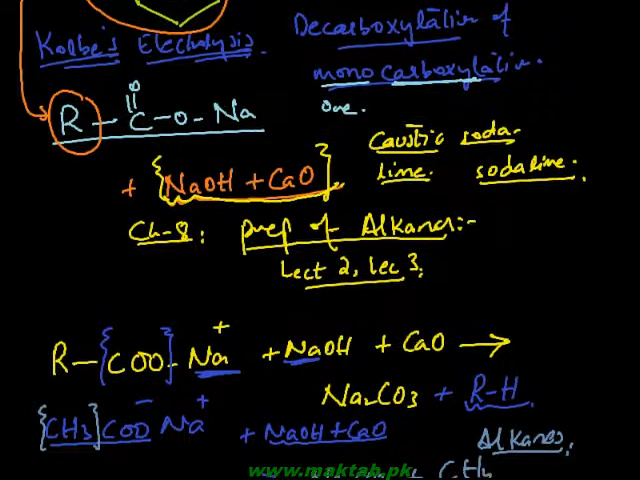 Kolbe's Electrolysis. Decarboxylation of
mono carboxylation.
one.
R - C - O - Na
O
+ {NaOH + CaO}
Caustic soda-
lime. sodalime.
Ch-8: prep of Alkanes:-
Lect 2, Lec 3;
R-{COO}-Na+ + NaOH + CaO →
Na2CO3 + R-H
{CH3}COO- Na+ + NaOH + CaO
Alkanes.
www.maktab.pk CH4